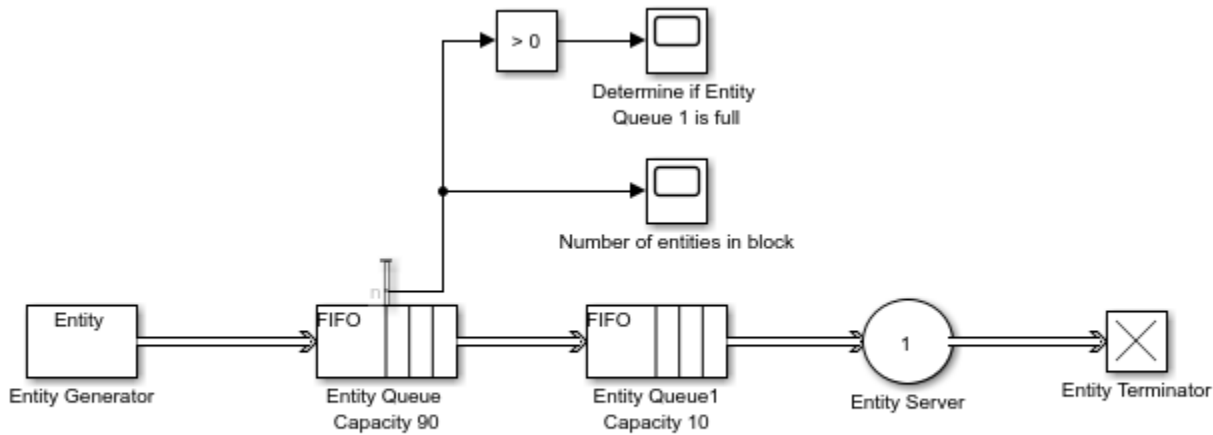 > 0
Determine if Entity
Queue 1 is full
Number of entities in block
n
Entity
FIFO
FIFO
1
Entity Generator
Entity Queue
Capacity 90
Entity Queue1
Capacity 10
Entity Server
Entity Terminator